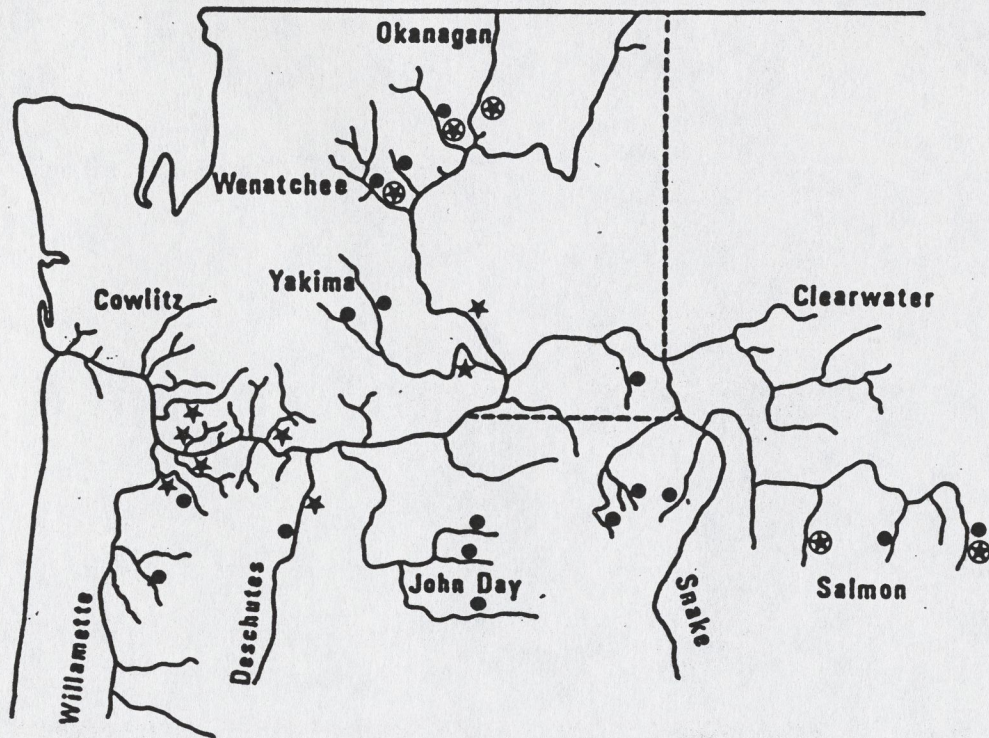 Okanagan
Wenatchee
Cowlitz
Yakima
Clearwater
Willamette
Deschutes
John Day
Snake
Salmon